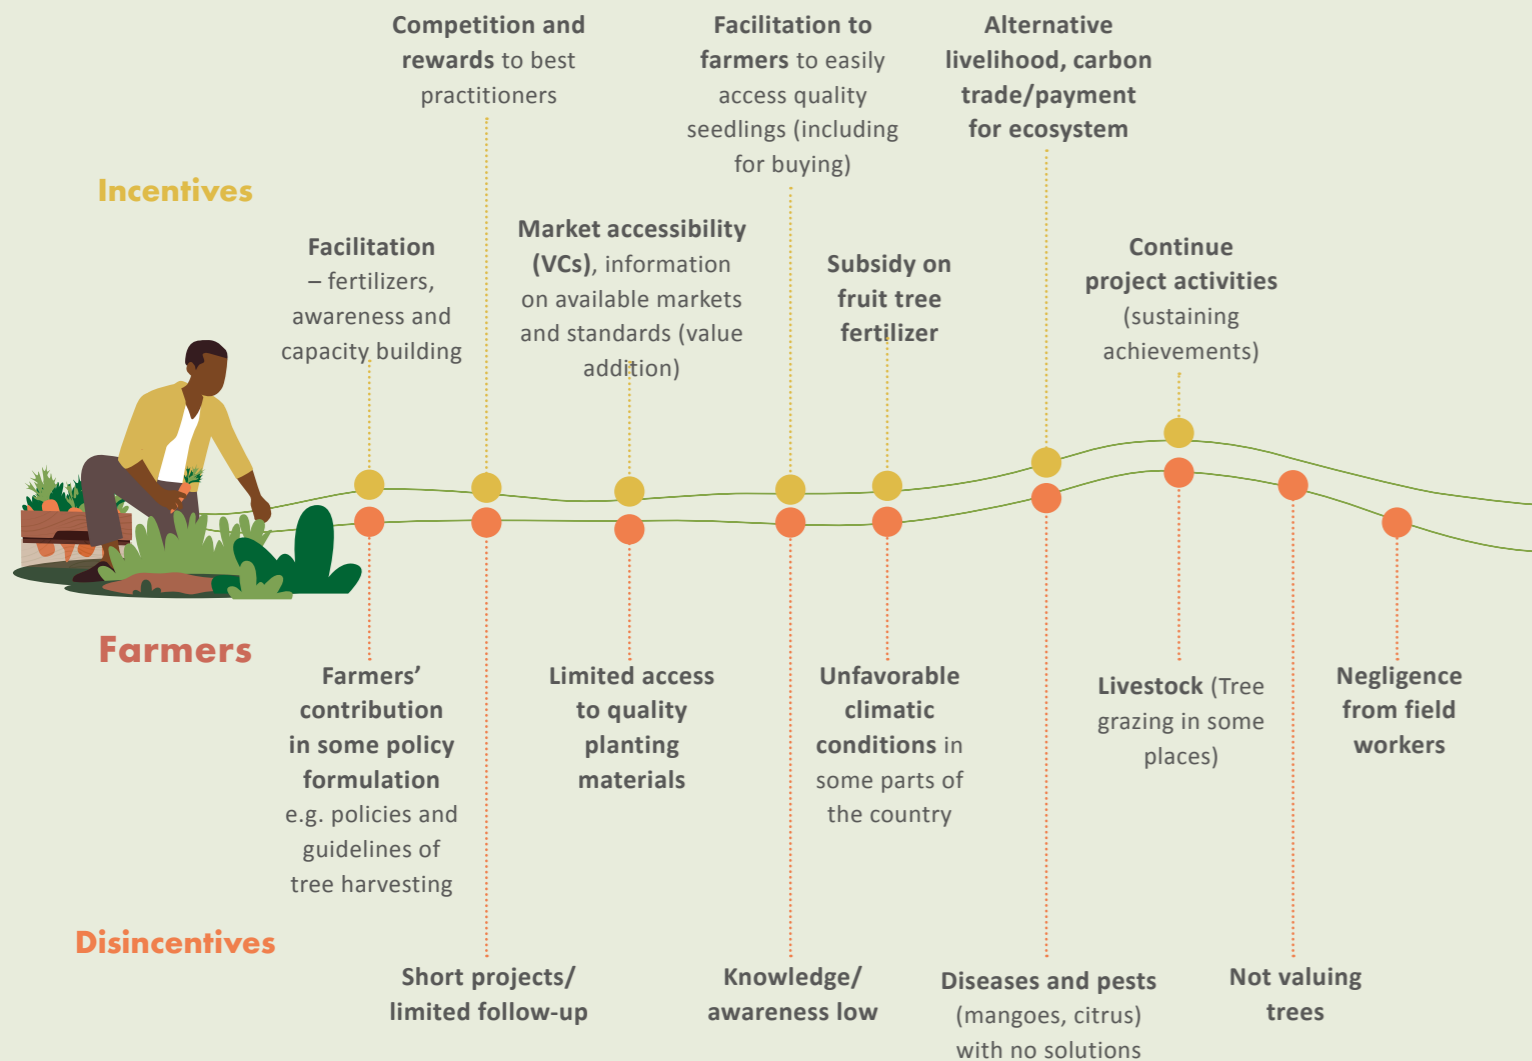 Incentives
Facilitation
– fertilizers,
awareness and
capacity building
Competition and
rewards to best
practitioners
Market accessibility
(VCs), information
on available markets
and standards (value
addition)
Facilitation to
farmers to easily
access quality
seedlings (including
for buying)
Subsidy on
fruit tree
fertilizer
Alternative
livelihood, carbon
trade/payment
for ecosystem
Continue
project activities
(sustaining
achievements)
Farmers
Disincentives
Farmers’
contribution
in some policy
formulation
e.g. policies and
guidelines of
tree harvesting
Short projects/
limited follow-up
Limited access
to quality
planting
materials
Knowledge/
awareness low
Unfavorable
climatic
conditions in
some parts of
the country
Diseases and pests
(mangoes, citrus)
with no solutions
Livestock (Tree
grazing in some
places)
Not valuing
trees
Negligence
from field
workers